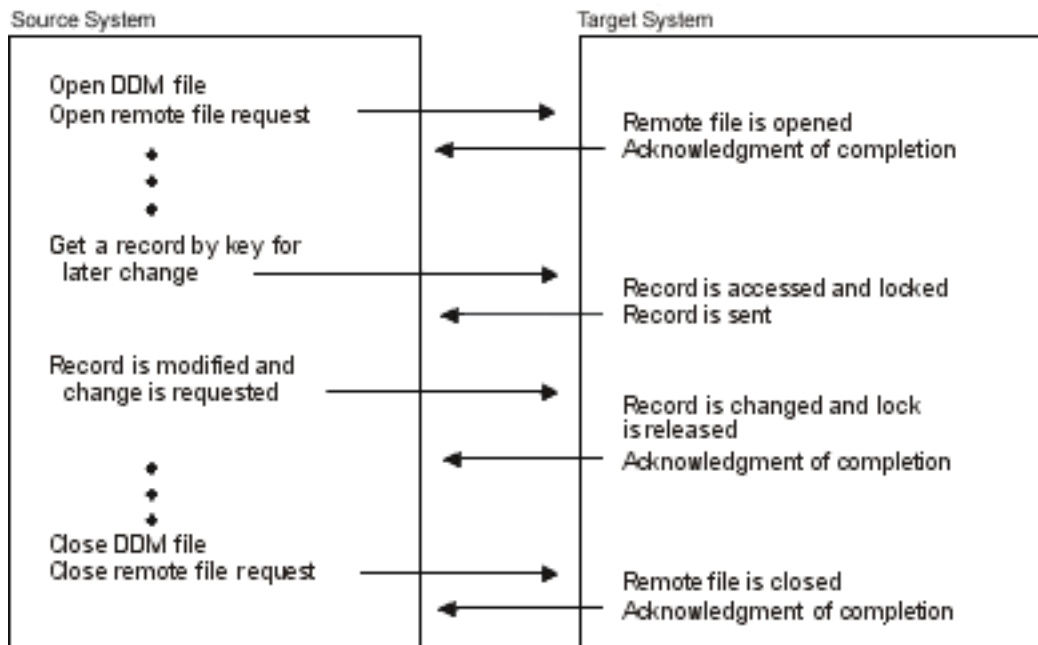 Source System
Target System
Open DDM file
Open remote file request
Remote file is opened
Acknowledgment of completion
Get a record by key for
later change
Record is accessed and locked
Record is sent
Record is modified and
change is requested
Record is changed and lock
is released
Acknowledgment of completion
Close DDM file
Close remote file request
Remote file is closed
Acknowledgment of completion